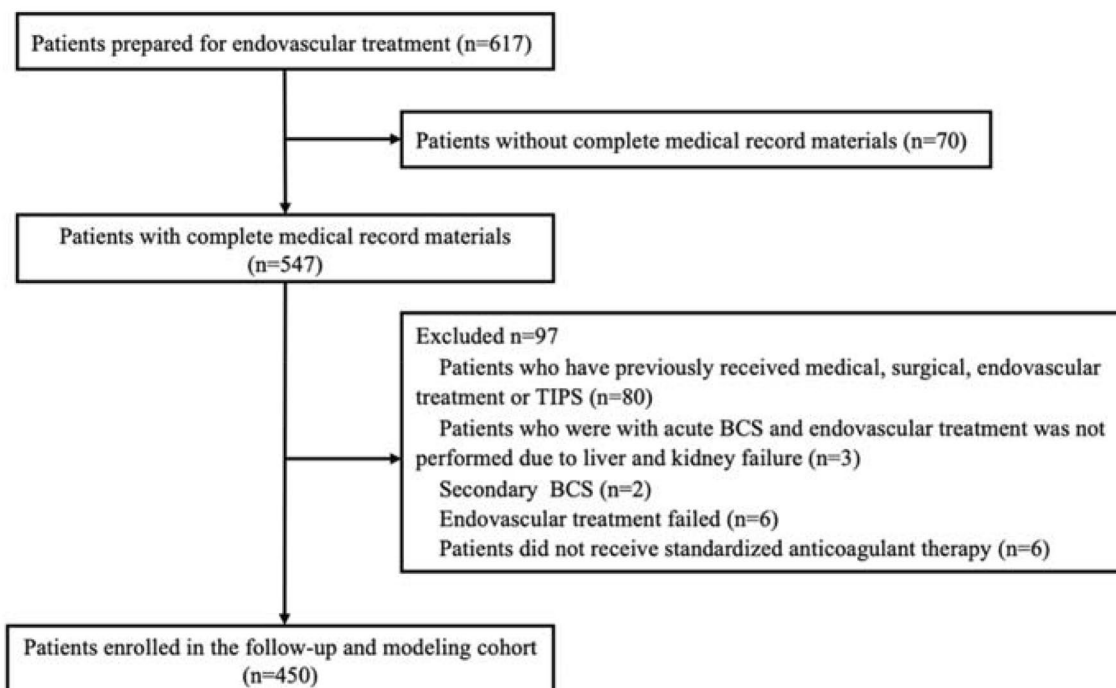 Patients prepared for endovascular treatment (n=617)
Patients without complete medical record materials (n=70)
Patients with complete medical record materials
(n=547)
Excluded n=97
Patients who have previously received medical, surgical, endovascular
treatment or TIPS (n=80)
Patients who were with acute BCS and endovascular treatment was not
performed due to liver and kidney failure (n=3)
Secondary BCS (n=2)
Endovascular treatment failed (n=6)
Patients did not receive standardized anticoagulant therapy (n=6)
Patients enrolled in the follow-up and modeling cohort
(n=450)